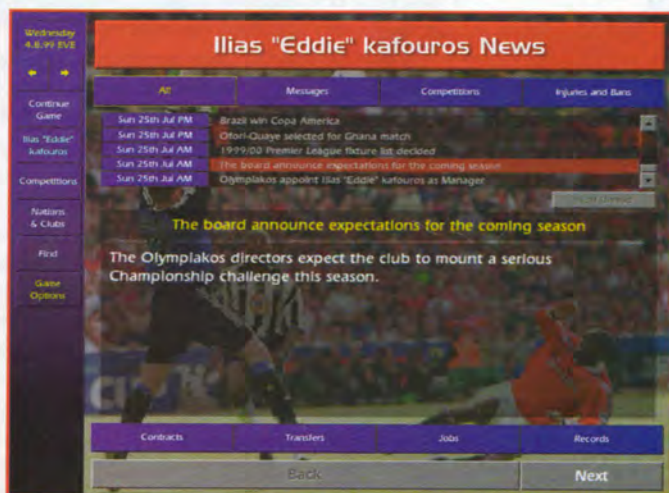 Wednesday
4.8.99 EVE
Ilias "Eddie" kafouros News
All
Messages
Competitions
Injuries and Bans
Continue
Game
Ilias "Eddie"
kafouros
Competitions
Nations
& Clubs
Find
Game
Options
Sun 25th Jul PM Brazil win Copa America
Sun 25th Jul PM Ofori-Quaye selected for Ghana match
Sun 25th Jul AM 1999/00 Premier League fixture list decided
Sun 25th Jul AM The board announce expectations for the coming season
Sun 25th Jul AM Olympiakos appoint Ilias "Eddie" kafouros as Manager
The board announce expectations for the coming season
The Olympiakos directors expect the club to mount a serious
Championship challenge this season.
Contracts
Transfers
Jobs
Records
Back
Next